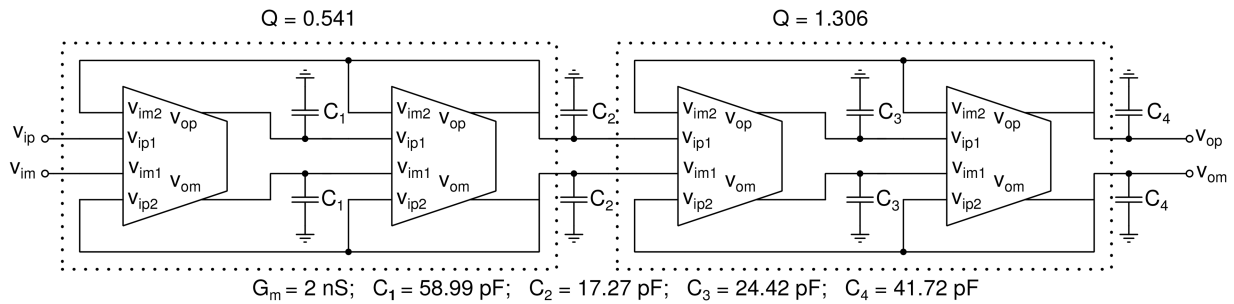 Q = 0.541 Q = 1.306
v_im2 v_op v_ip1 v_im1 v_om v_ip2
C_1
C_1
v_im2 v_op v_ip1 v_im1 v_om v_ip2
C_2
C_2
v_im2 v_op v_ip1 v_im1 v_om v_ip2
C_3
C_3
v_im2 v_op v_ip1 v_im1 v_om v_ip2
C_4
C_4
v_ip
v_im
v_op
v_om
G_m = 2 nS; C_1 = 58.99 pF; C_2 = 17.27 pF; C_3 = 24.42 pF; C_4 = 41.72 pF